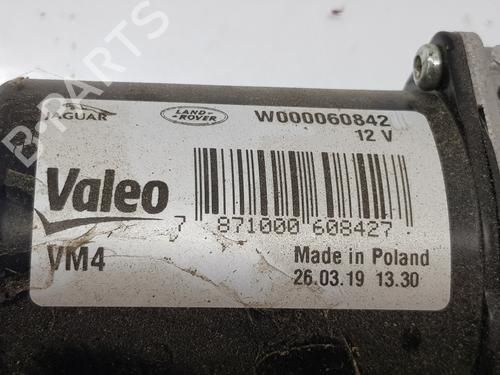 JAGUAR
LAND ROVER
W000060842
12 V
Valeo
7 871000 608427
VM4
Made in Poland
26.03.19 13.30
B-PARTS